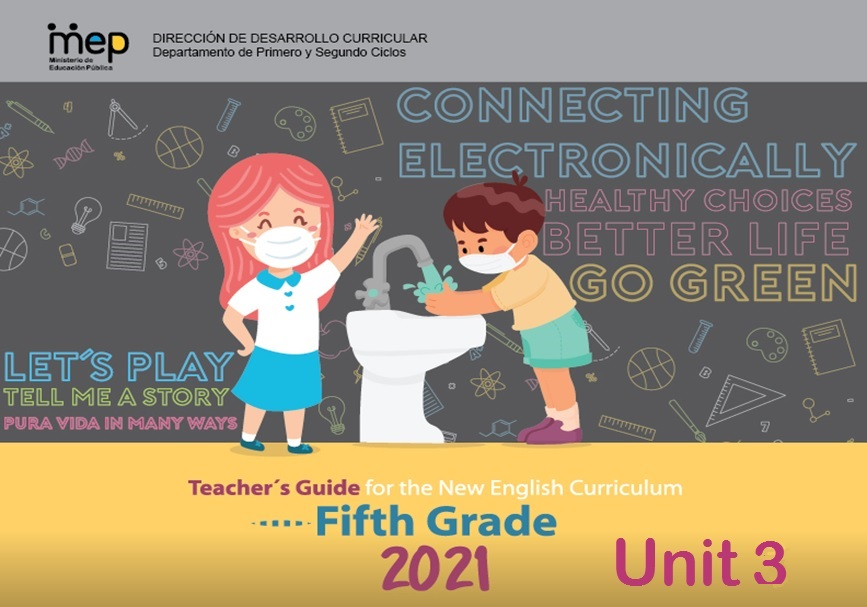 mep
Ministerio de
Educación Pública
DIRECCIÓN DE DESARROLLO CURRICULAR
Departamento de Primero y Segundo Ciclos
CONNECTING
ELECTRONICALLY
HEALTHY CHOICES
BETTER LIFE
GO GREEN
LET´S PLAY
TELL ME A STORY
PURA VIDA IN MANY WAYS
Teacher´s Guide for the New English Curriculum
Fifth Grade
2021
Unit 3